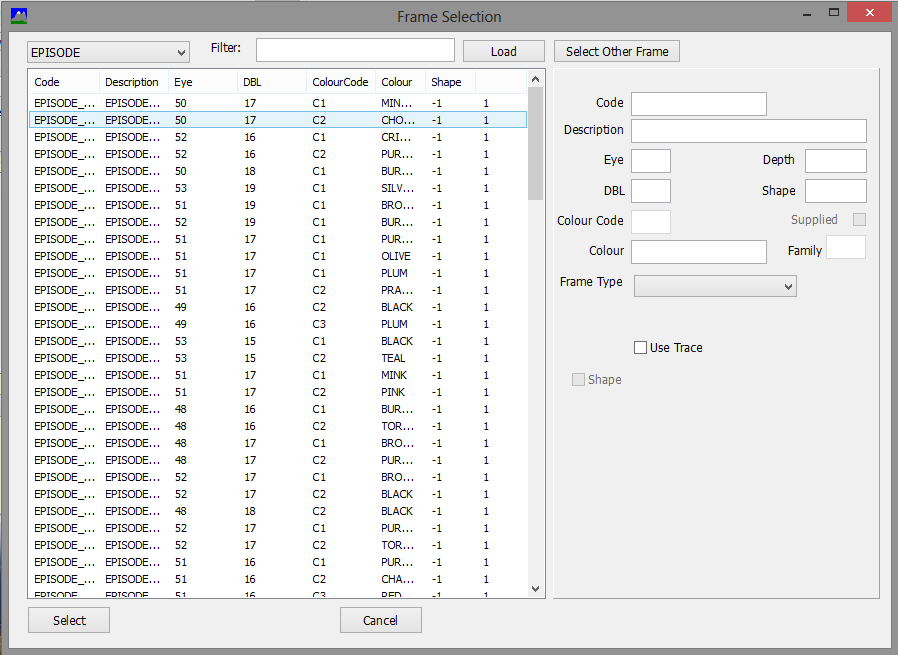 Frame Selection
EPISODE Filter: Load Select Other Frame
Code Description Eye DBL ColourCode Colour Shape
EPISODE_... EPISODE... 50 17 C1 MIN... -1 1
EPISODE_... EPISODE... 50 17 C2 CHO... -1 1
EPISODE_... EPISODE... 52 16 C1 CRI... -1 1
EPISODE_... EPISODE... 52 16 C2 PUR... -1 1
EPISODE_... EPISODE... 50 18 C1 BUR... -1 1
EPISODE_... EPISODE... 53 19 C1 SILV... -1 1
EPISODE_... EPISODE... 51 19 C1 BRO... -1 1
EPISODE_... EPISODE... 52 19 C1 BUR... -1 1
EPISODE_... EPISODE... 51 17 C1 PUR... -1 1
EPISODE_... EPISODE... 51 17 C1 OLIVE -1 1
EPISODE_... EPISODE... 51 17 C1 PLUM -1 1
EPISODE_... EPISODE... 51 17 C2 PRA... -1 1
EPISODE_... EPISODE... 49 16 C2 BLACK -1 1
EPISODE_... EPISODE... 49 16 C3 PLUM -1 1
EPISODE_... EPISODE... 53 15 C1 BLACK -1 1
EPISODE_... EPISODE... 53 15 C2 TEAL -1 1
EPISODE_... EPISODE... 51 17 C1 MINK -1 1
EPISODE_... EPISODE... 51 17 C2 PINK -1 1
EPISODE_... EPISODE... 48 16 C1 BUR... -1 1
EPISODE_... EPISODE... 48 16 C2 TOR... -1 1
EPISODE_... EPISODE... 48 17 C1 BRO... -1 1
EPISODE_... EPISODE... 48 17 C2 PUR... -1 1
EPISODE_... EPISODE... 52 17 C1 BRO... -1 1
EPISODE_... EPISODE... 52 17 C2 BLACK -1 1
EPISODE_... EPISODE... 48 18 C2 BLACK -1 1
EPISODE_... EPISODE... 52 17 C1 PUR... -1 1
EPISODE_... EPISODE... 52 17 C2 TOR... -1 1
EPISODE_... EPISODE... 51 16 C1 PUR... -1 1
EPISODE_... EPISODE... 51 16 C2 CHA... -1 1
EPISODE_... EPISODE... 51 16 C3 RED -1 1
Code
Description
Eye Depth
DBL Shape
Colour Code Supplied
Colour Family
Frame Type
Use Trace
Shape
Select Cancel